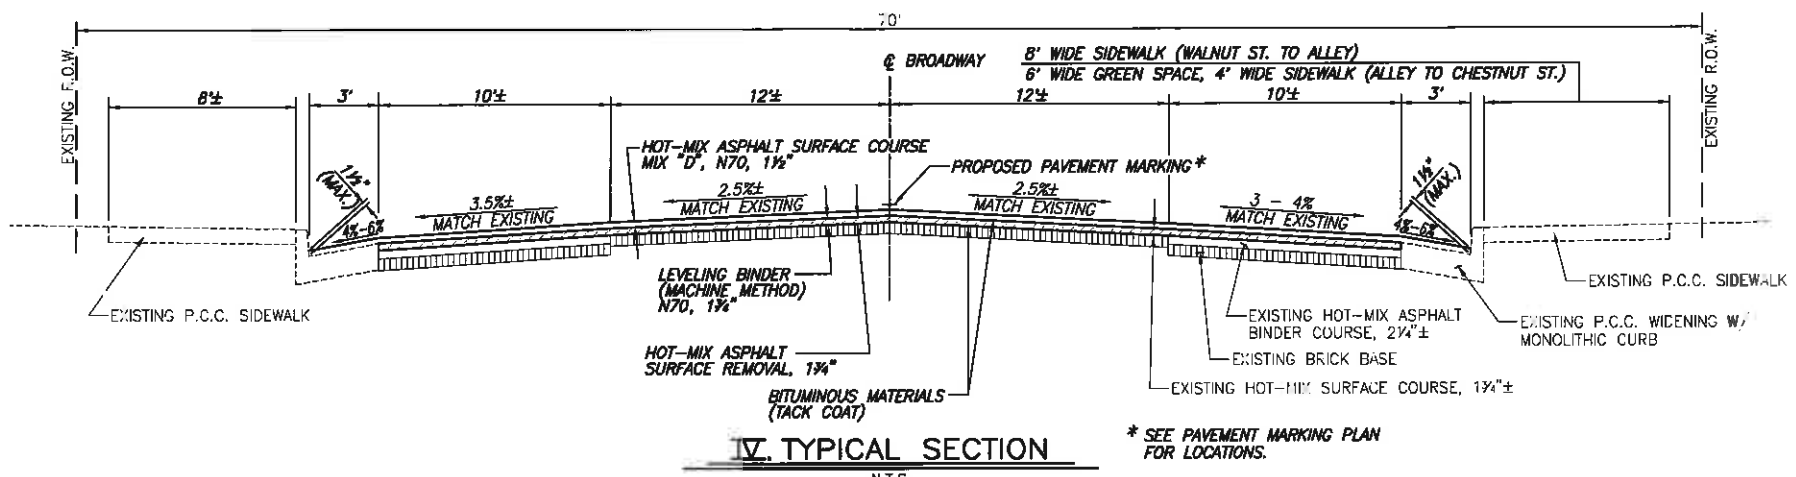 70'
EXISTING R.O.W.
℄ BROADWAY
8' WIDE SIDEWALK (WALNUT ST. TO ALLEY)
6' WIDE GREEN SPACE, 4' WIDE SIDEWALK (ALLEY TO CHESTNUT ST.)
EXISTING R.O.W.
8'±
3'
10'±
12'±
12'±
10'±
3'
HOT-MIX ASPHALT SURFACE COURSE
MIX "D", N70, 1½"
PROPOSED PAVEMENT MARKING*
1½"
(MAX.)
1½"
(MAX.)
3.5%±
MATCH EXISTING
2.5%±
MATCH EXISTING
2.5%±
MATCH EXISTING
3 - 4%
MATCH EXISTING
4%-6%
4%-6%
LEVELING BINDER
(MACHINE METHOD)
N70, 1¾"
EXISTING P.C.C. SIDEWALK
EXISTING P.C.C. SIDEWALK
EXISTING HOT-MIX ASPHALT
BINDER COURSE, 2¼"±
EXISTING P.C.C. WIDENING W/
MONOLITHIC CURB
HOT-MIX ASPHALT
SURFACE REMOVAL, 1¾"
EXISTING BRICK BASE
EXISTING HOT-MIX SURFACE COURSE, 1¾"±
BITUMINOUS MATERIALS
(TACK COAT)
IV. TYPICAL SECTION
N.T.S.
* SEE PAVEMENT MARKING PLAN
FOR LOCATIONS.